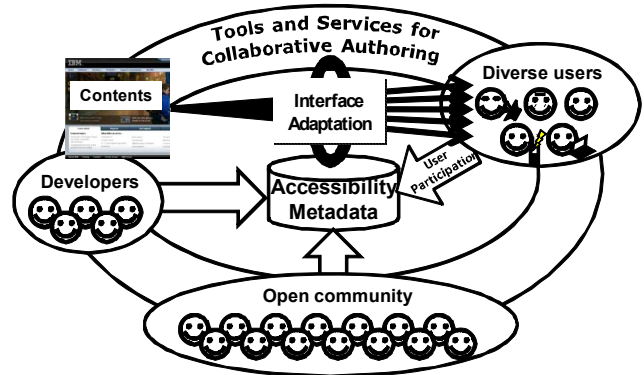 Tools and Services for
Collaborative Authoring
IBM
Contents
Interface
Adaptation
Diverse users
User
Participation
Developers
Accessibility
Metadata
Open community